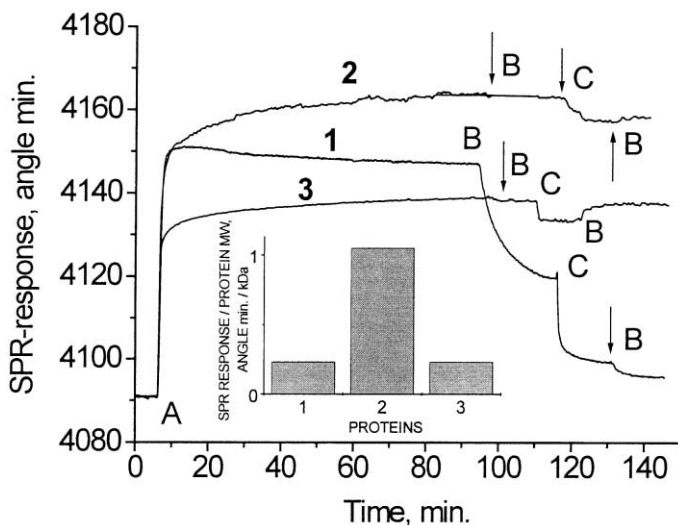 4180
4160
4140
4120
4100
4080
SPR-response, angle min.
2
B
C
1
B
B
B
C
3
B
C
B
A
SPR RESPONSE / PROTEIN MW,
ANGLE min. / kDa
1
0
1 2 3
PROTEINS
0 20 40 60 80 100 120 140
Time, min.